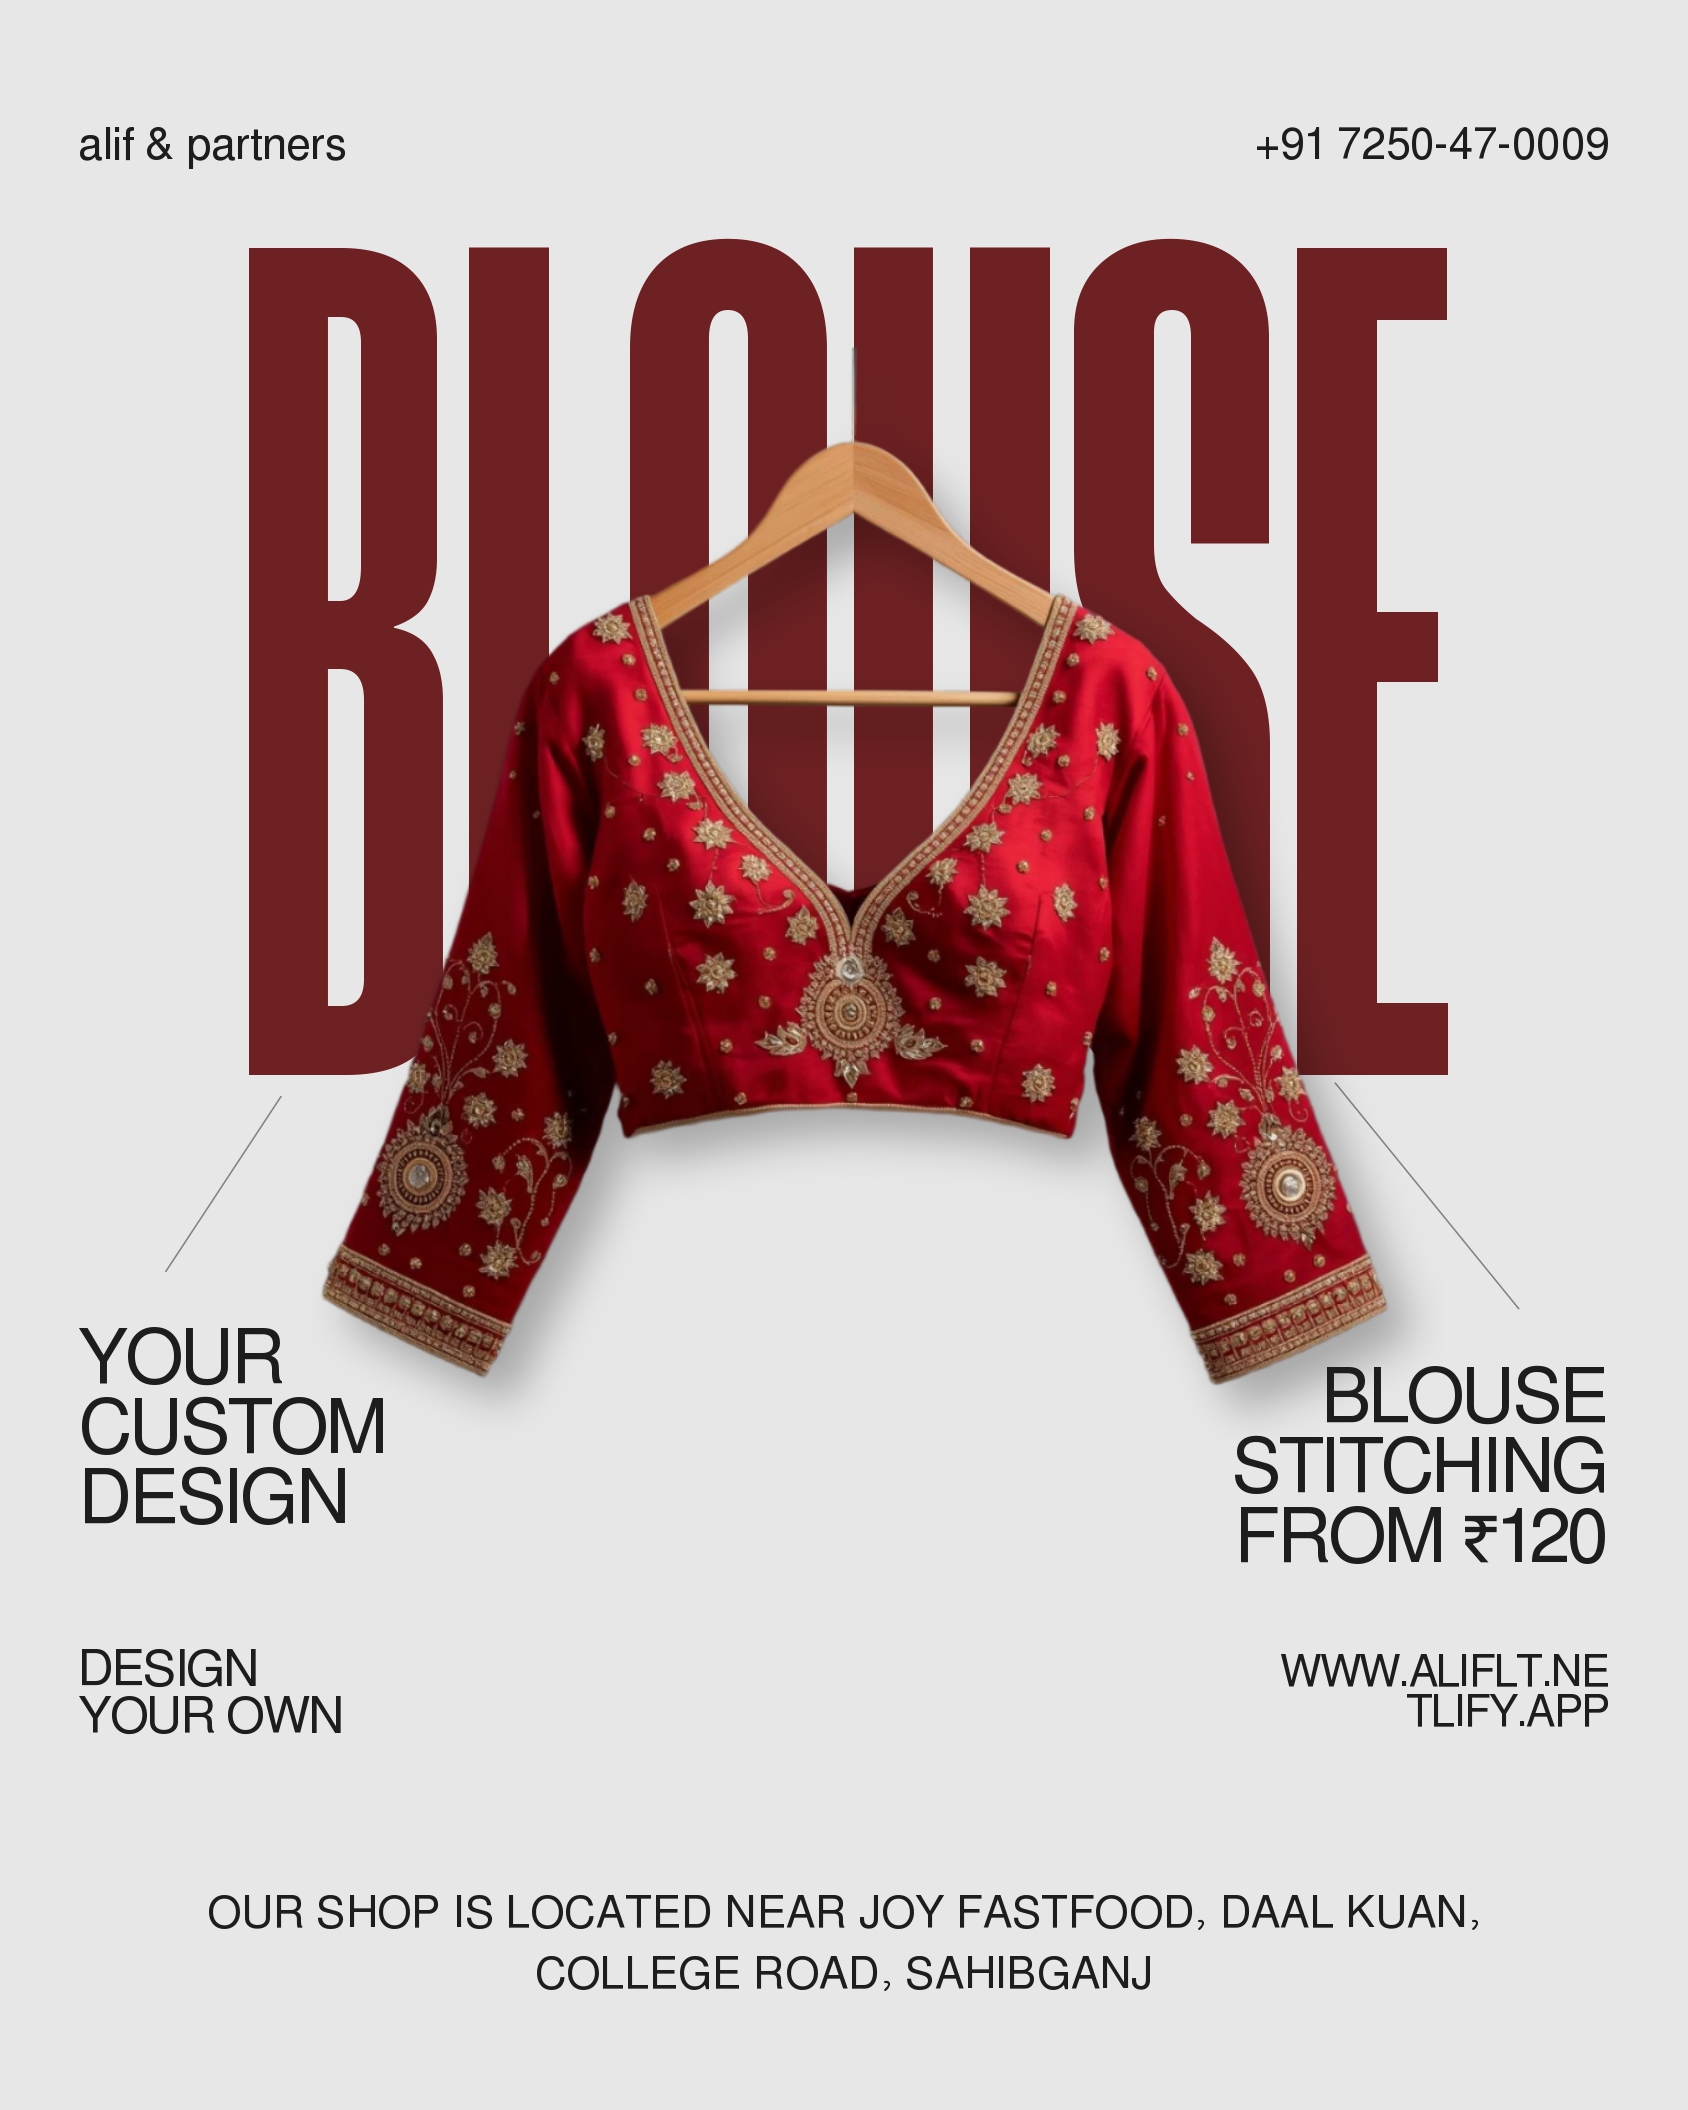 alif & partners
+91 7250-47-0009
BLOUSE
YOUR
CUSTOM
DESIGN
BLOUSE
STITCHING
FROM ₹120
DESIGN
YOUR OWN
WWW.ALIFLT.NE
TLIFY.APP
OUR SHOP IS LOCATED NEAR JOY FASTFOOD, DAAL KUAN,
COLLEGE ROAD, SAHIBGANJ